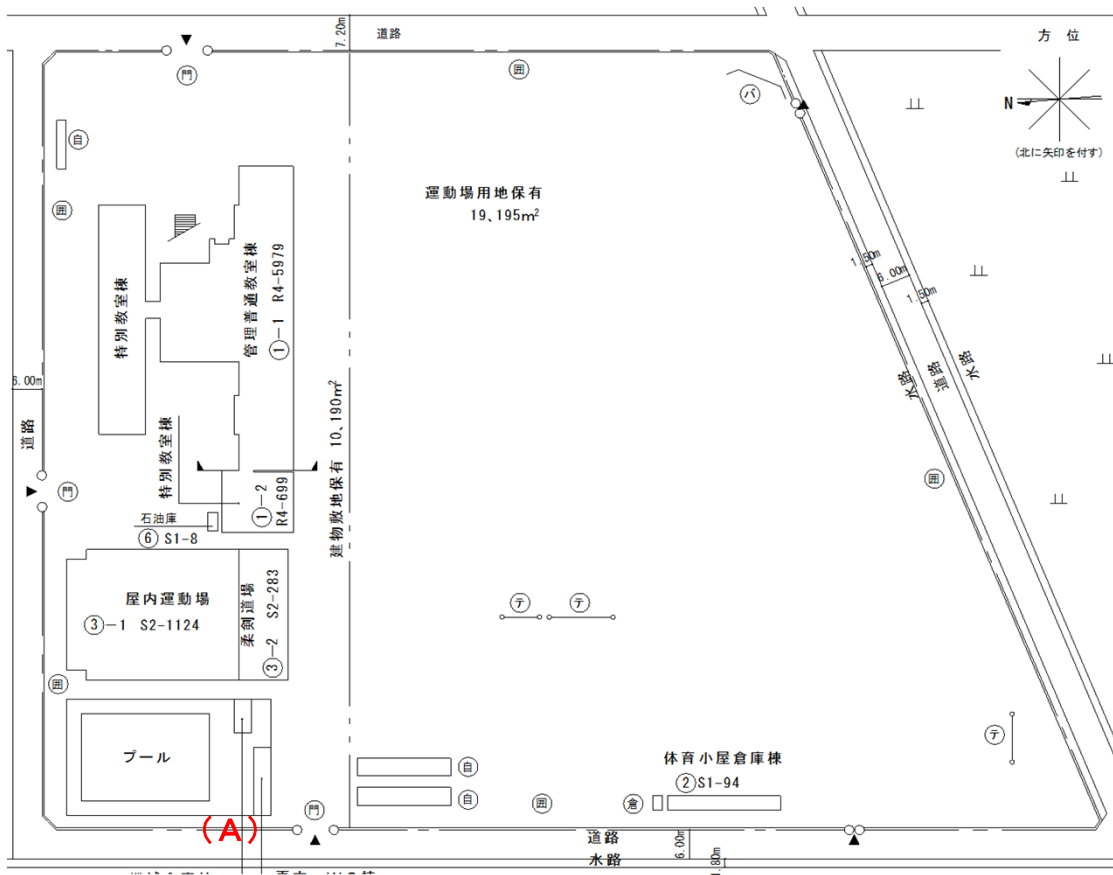 7.20m
道路
方 位
N
(北に矢印を付す)
門
囲
バ
自
囲
運動場用地保有
19、195m²
特別教室棟
管理普通教室棟
①-1 R4-5979
1.50m
6.00m
1.50m
水路
道路
水路
6.00m
道路
建物敷地保有 10、190m²
特別教室棟
①-2
R4-699
門
石油庫
⑥ S1-8
囲
屋内運動場
③-1 S2-1124
柔剣道場
③-2 S2-283
テ
テ
囲
プール
テ
体育小屋倉庫棟
②S1-94
自
自
囲
倉
門
(A)
道路
水路
6.00m